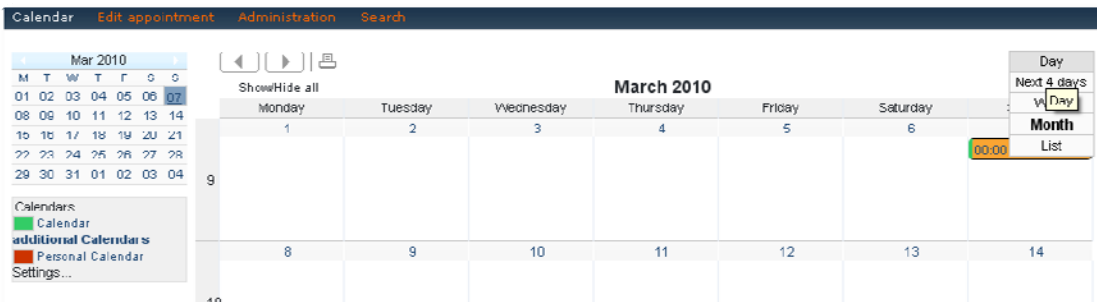 Calendar Edit appointment Administration Search
Mar 2010
M T W T F S S
01 02 03 04 05 06 07
08 09 10 11 12 13 14
15 16 17 18 19 20 21
22 23 24 25 26 27 28
29 30 31 01 02 03 04
Calendars
Calendar
additional Calendars
Personal Calendar
Settings...
Show/Hide all
March 2010
Monday Tuesday Wednesday Thursday Friday Saturday
1 2 3 4 5 6
9
00:00
8 9 10 11 12 13 14
Day
Next 4 days
W Day
Month
List